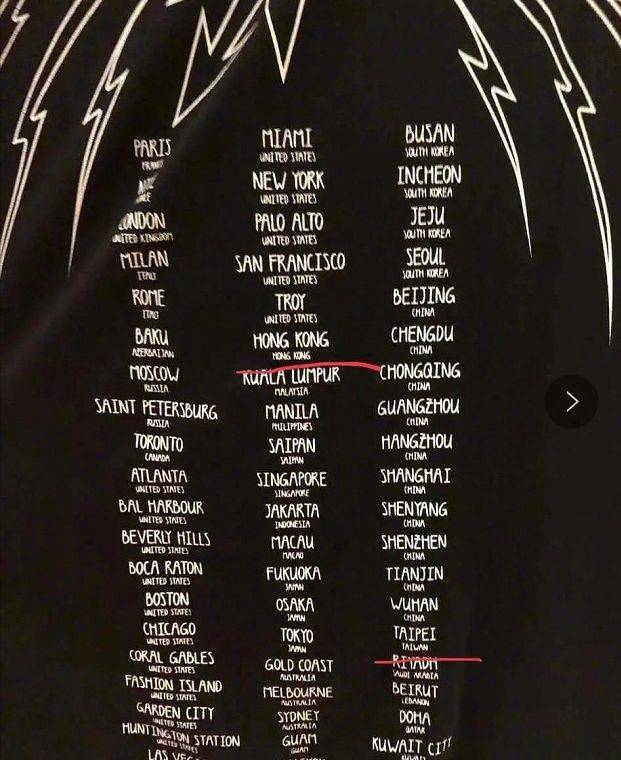 PARIS
LONDON
UNITED KINGDOM
MILAN
ITALY
ROME
ITALY
BAKU
AZERBAIJAN
MOSCOW
RUSSIA
SAINT PETERSBURG
RUSSIA
TORONTO
CANADA
ATLANTA
UNITED STATES
BAL HARBOUR
UNITED STATES
BEVERLY HILLS
UNITED STATES
BOCA RATON
UNITED STATES
BOSTON
UNITED STATES
CHICAGO
UNITED STATES
CORAL GABLES
UNITED STATES
FASHION ISLAND
UNITED STATES
GARDEN CITY
UNITED STATES
HUNTINGTON STATION
UNITED STATES
MIAMI
UNITED STATES
NEW YORK
UNITED STATES
PALO ALTO
UNITED STATES
SAN FRANCISCO
UNITED STATES
TROY
UNITED STATES
HONG KONG
HONG KONG
KUALA LUMPUR
MALAYSIA
MANILA
PHILIPPINES
SAIPAN
SAIPAN
SINGAPORE
SINGAPORE
JAKARTA
INDONESIA
MACAU
MACAO
FUKUOKA
JAPAN
OSAKA
JAPAN
TOKYO
JAPAN
GOLD COAST
AUSTRALIA
MELBOURNE
AUSTRALIA
SYDNEY
AUSTRALIA
GUAM
GUAM
BUSAN
SOUTH KOREA
INCHEON
SOUTH KOREA
JEJU
SOUTH KOREA
SEOUL
SOUTH KOREA
BEIJING
CHINA
CHENGDU
CHINA
CHONGQING
CHINA
GUANGZHOU
CHINA
HANGZHOU
CHINA
SHANGHAI
CHINA
SHENYANG
CHINA
SHENZHEN
CHINA
TIANJIN
CHINA
WUHAN
CHINA
TAIPEI
TAIWAN
RIYADH
SAUDI ARABIA
BEIRUT
LEBANON
DOHA
QATAR
KUWAIT CITY
KUWAIT